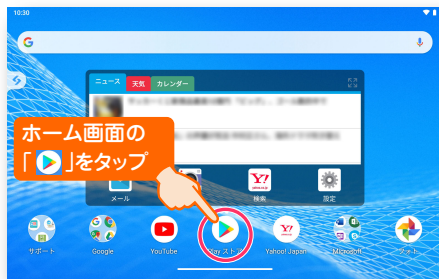 10:30
G
ニュース 天気 カレンダー
ホーム画面の
「 」をタップ
メール
Y!
検索
設定
サポート
Google
YouTube
Play ストア
Y!
Yahoo! Japan
Microsoft
フォト